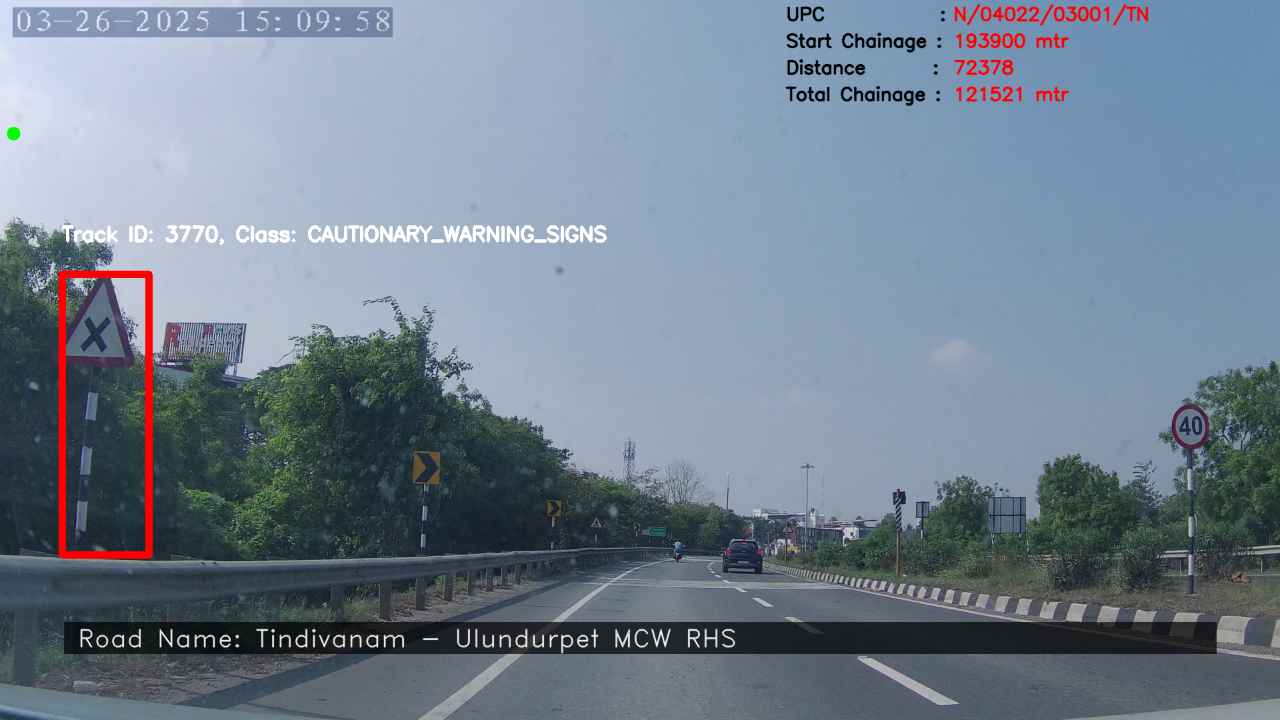 03-26-2025 15:09:58
UPC : N/04022/03001/TN
Start Chainage : 193900 mtr
Distance : 72378
Total Chainage : 121521 mtr
Track ID: 3770, Class: CAUTIONARY_WARNING_SIGNS
40
Road Name: Tindivanam - Ulundurpet MCW RHS